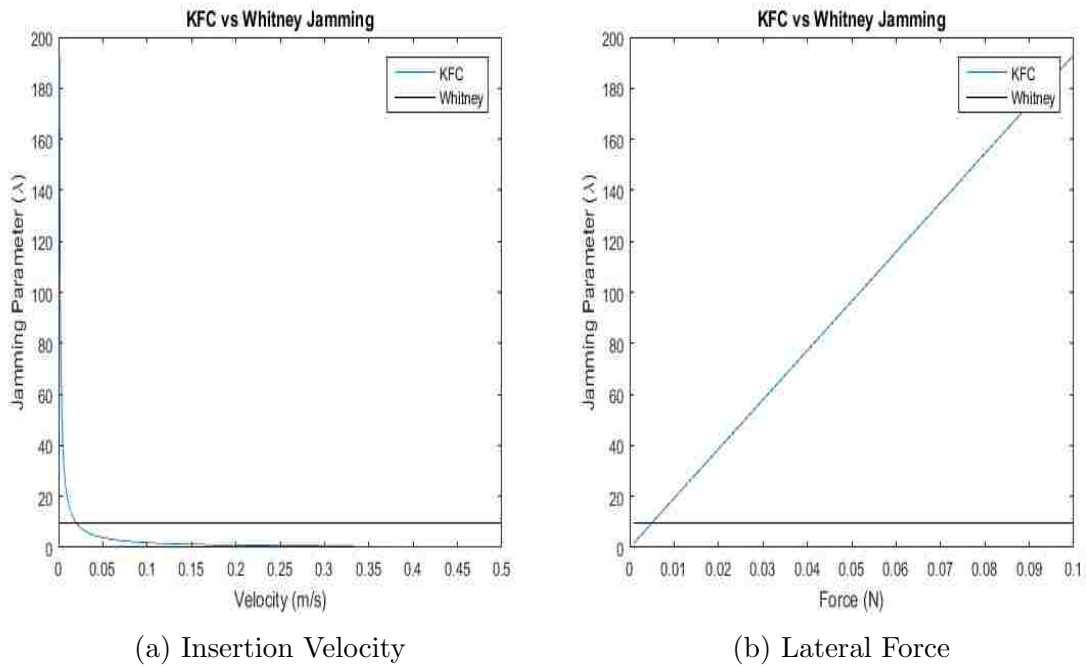 KFC vs Whitney Jamming
200
180
160
140
120
100
80
60
40
20
0
Jamming Parameter (λ)
KFC
Whitney
0 0.05 0.1 0.15 0.2 0.25 0.3 0.35 0.4 0.45 0.5
Velocity (m/s)
(a) Insertion Velocity
KFC vs Whitney Jamming
200
180
160
140
120
100
80
60
40
20
0
Jamming Parameter (λ)
KFC
Whitney
0 0.01 0.02 0.03 0.04 0.05 0.06 0.07 0.08 0.09 0.1
Force (N)
(b) Lateral Force